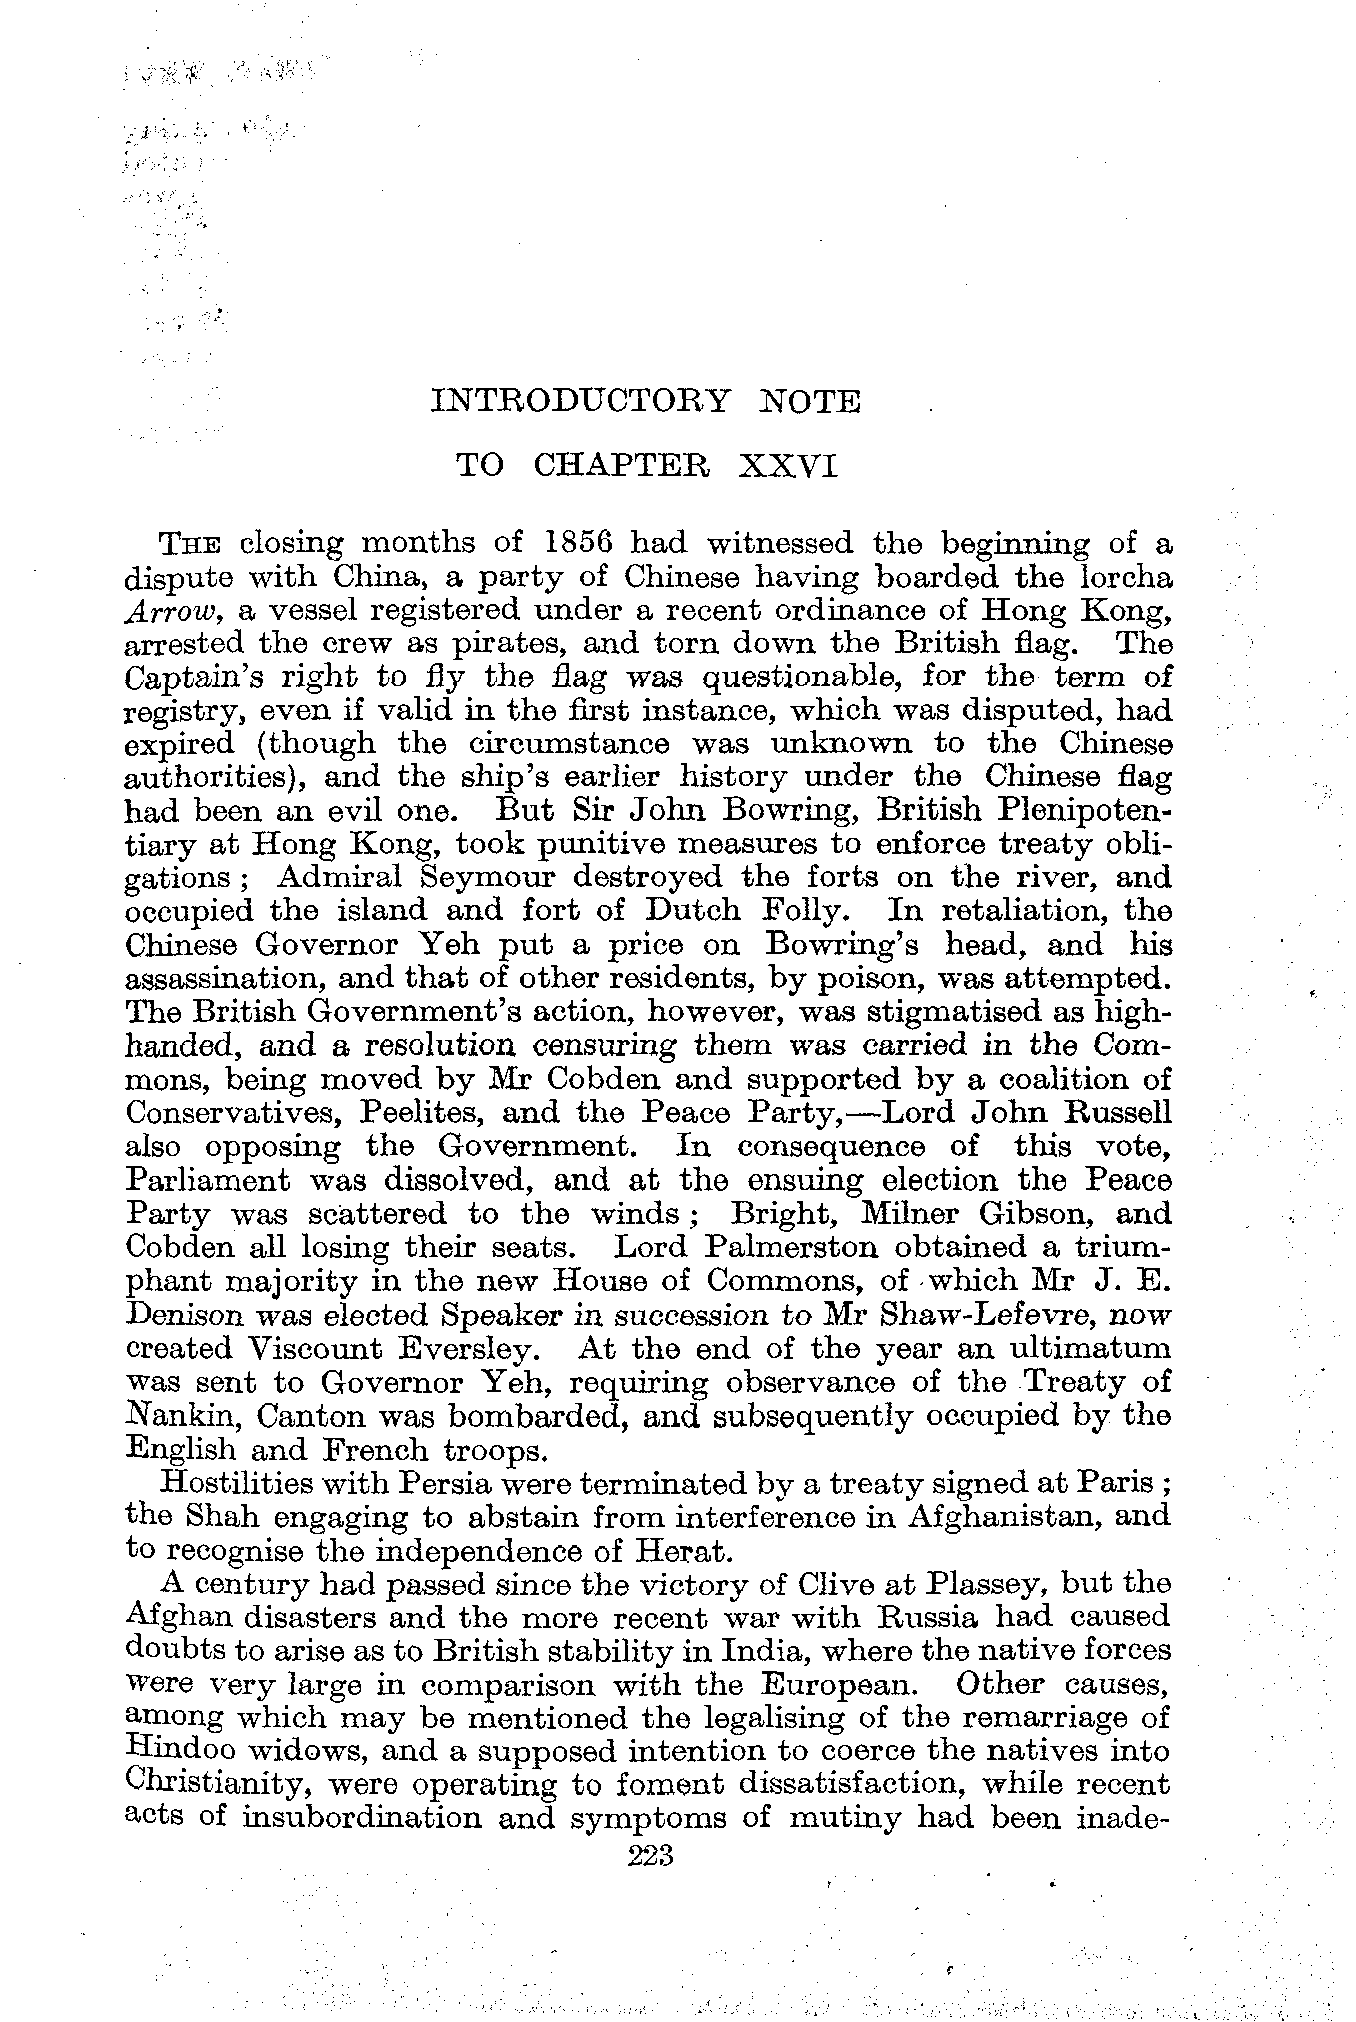 INTRODUCTORY NOTE
TO CHAPTER XXVI
THE closing months of 1856 had witnessed the beginning of a
dispute with China, a party of Chinese having boarded the lorcha
Arrow, a vessel registered under a recent ordinance of Hong Kong,
arrested the crew as pirates, and torn down the British flag. The
Captain's right to fly the flag was questionable, for the term of
registry, even if valid in the first instance, which was disputed, had
expired (though the circumstance was unknown to the Chinese
authorities), and the ship's earlier history under the Chinese flag
had been an evil one. But Sir John Bowring, British Plenipoten-
tiary at Hong Kong, took punitive measures to enforce treaty obli-
gations ; Admiral Seymour destroyed the forts on the river, and
occupied the island and fort of Dutch Folly. In retaliation, the
Chinese Governor Yeh put a price on Bowring's head, and his
assassination, and that of other residents, by poison, was attempted.
The British Government's action, however, was stigmatised as high-
handed, and a resolution censuring them was carried in the Com-
mons, being moved by Mr Cobden and supported by a coalition of
Conservatives, Peelites, and the Peace Party,—Lord John Russell
also opposing the Government. In consequence of this vote,
Parliament was dissolved, and at the ensuing election the Peace
Party was scattered to the winds ; Bright, Milner Gibson, and
Cobden all losing their seats. Lord Palmerston obtained a trium-
phant majority in the new House of Commons, of which Mr J. E.
Denison was elected Speaker in succession to Mr Shaw-Lefevre, now
created Viscount Eversley. At the end of the year an ultimatum
was sent to Governor Yeh, requiring observance of the Treaty of
Nankin, Canton was bombarded, and subsequently occupied by the
English and French troops.
Hostilities with Persia were terminated by a treaty signed at Paris ;
the Shah engaging to abstain from interference in Afghanistan, and
to recognise the independence of Herat.
A century had passed since the victory of Clive at Plassey, but the
Afghan disasters and the more recent war with Russia had caused
doubts to arise as to British stability in India, where the native forces
were very large in comparison with the European. Other causes,
among which may be mentioned the legalising of the remarriage of
Hindoo widows, and a supposed intention to coerce the natives into
Christianity, were operating to foment dissatisfaction, while recent
acts of insubordination and symptoms of mutiny had been inade-
223